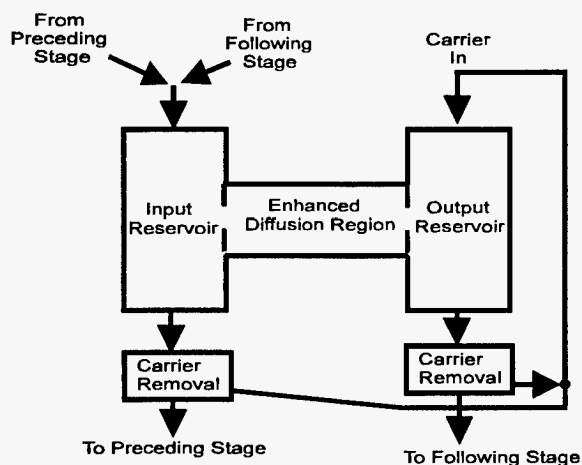 From
Preceding
Stage
From
Following
Stage
Carrier
In
Input
Reservoir
Enhanced
Diffusion Region
Output
Reservoir
Carrier
Removal
Carrier
Removal
To Preceding Stage
To Following Stage